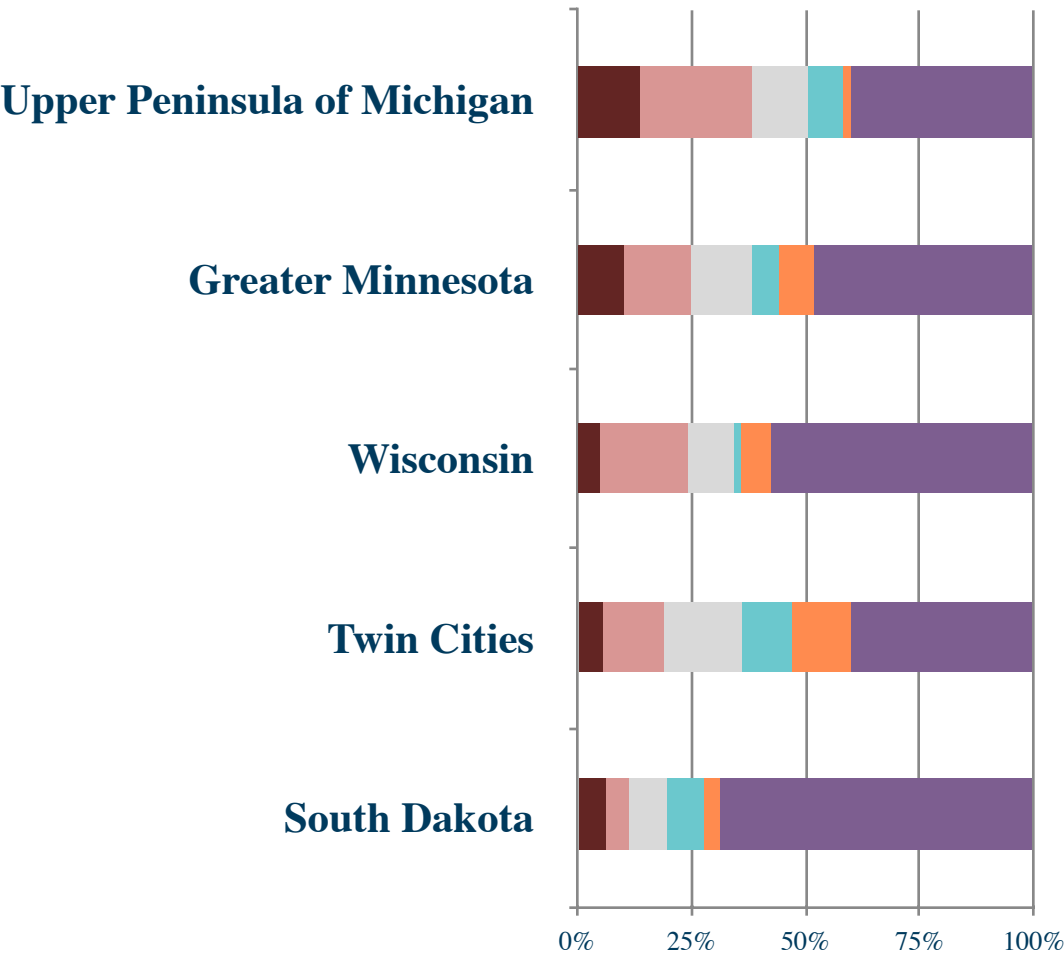 Upper Peninsula of Michigan
Greater Minnesota
Wisconsin
Twin Cities
South Dakota
0% 25% 50% 75% 100%